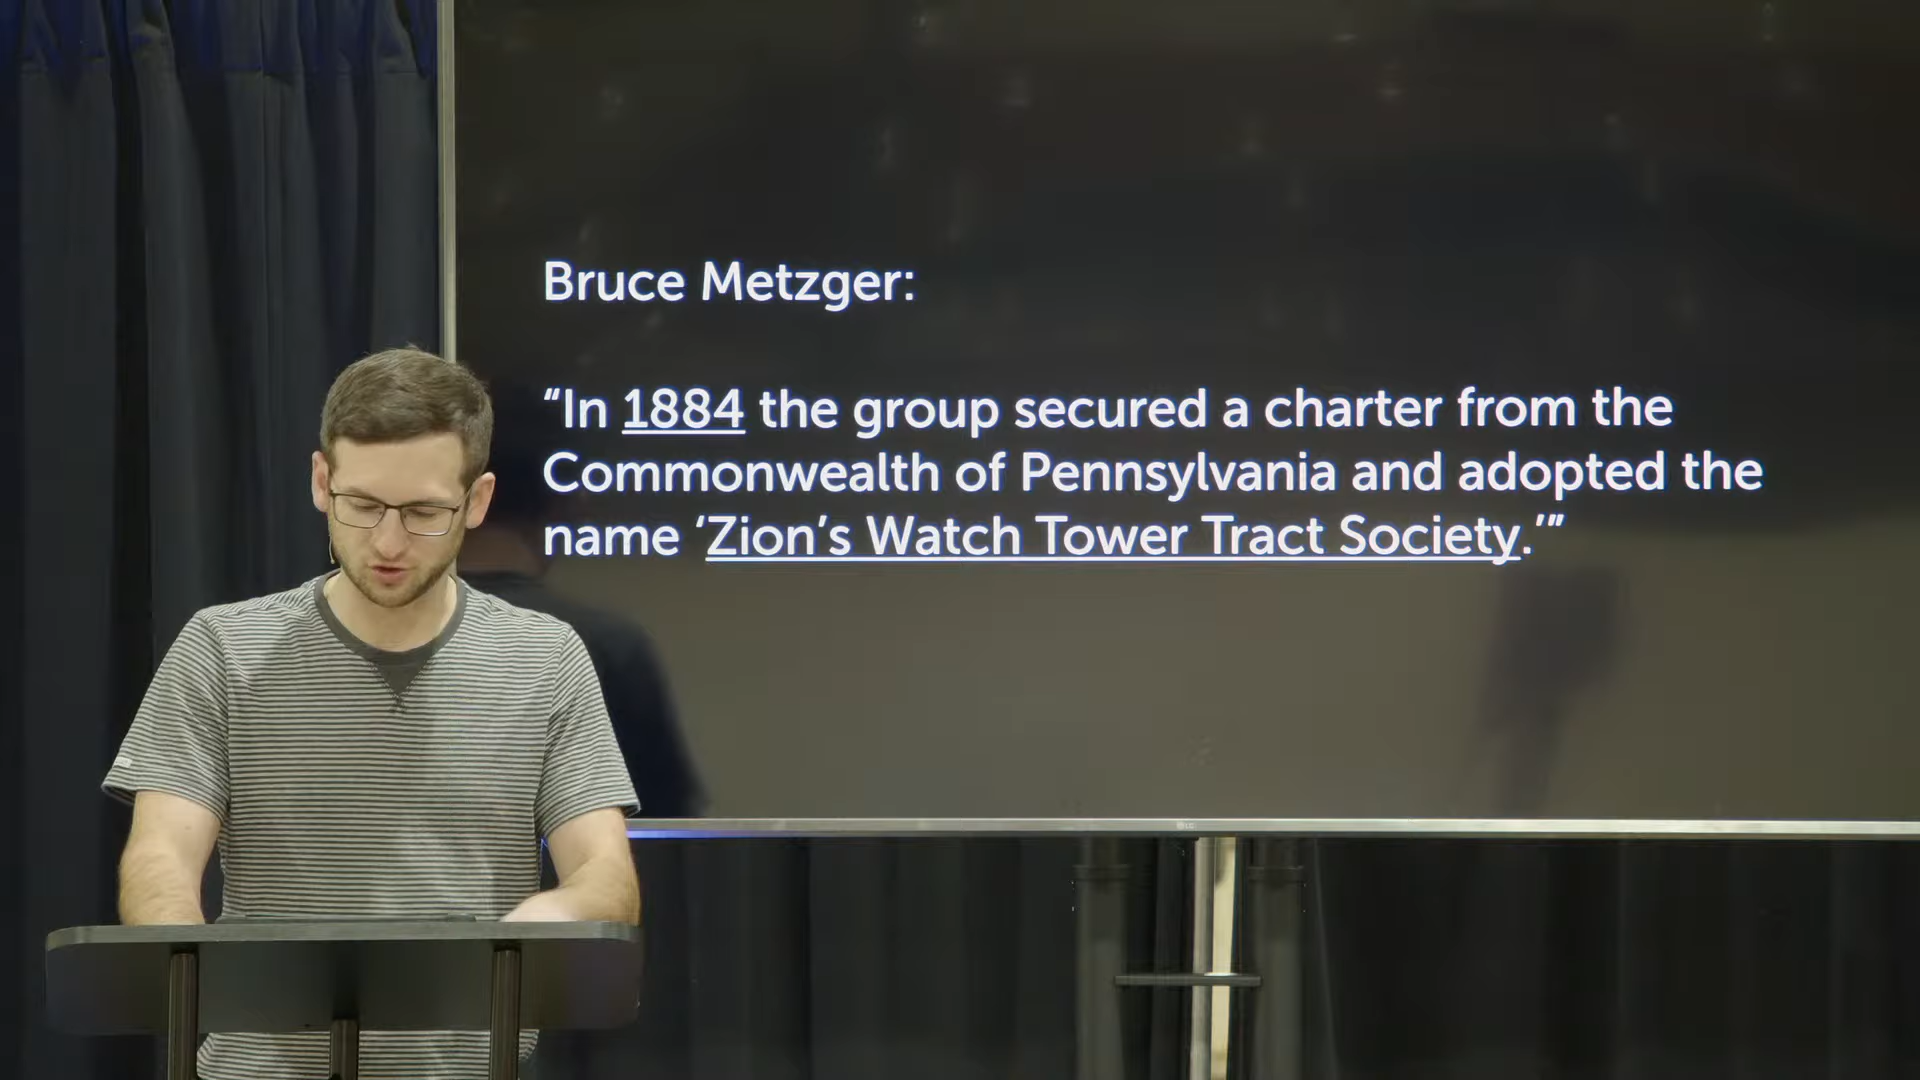 Bruce Metzger:
“In 1884 the group secured a charter from the
Commonwealth of Pennsylvania and adopted the
name ‘Zion’s Watch Tower Tract Society.’”